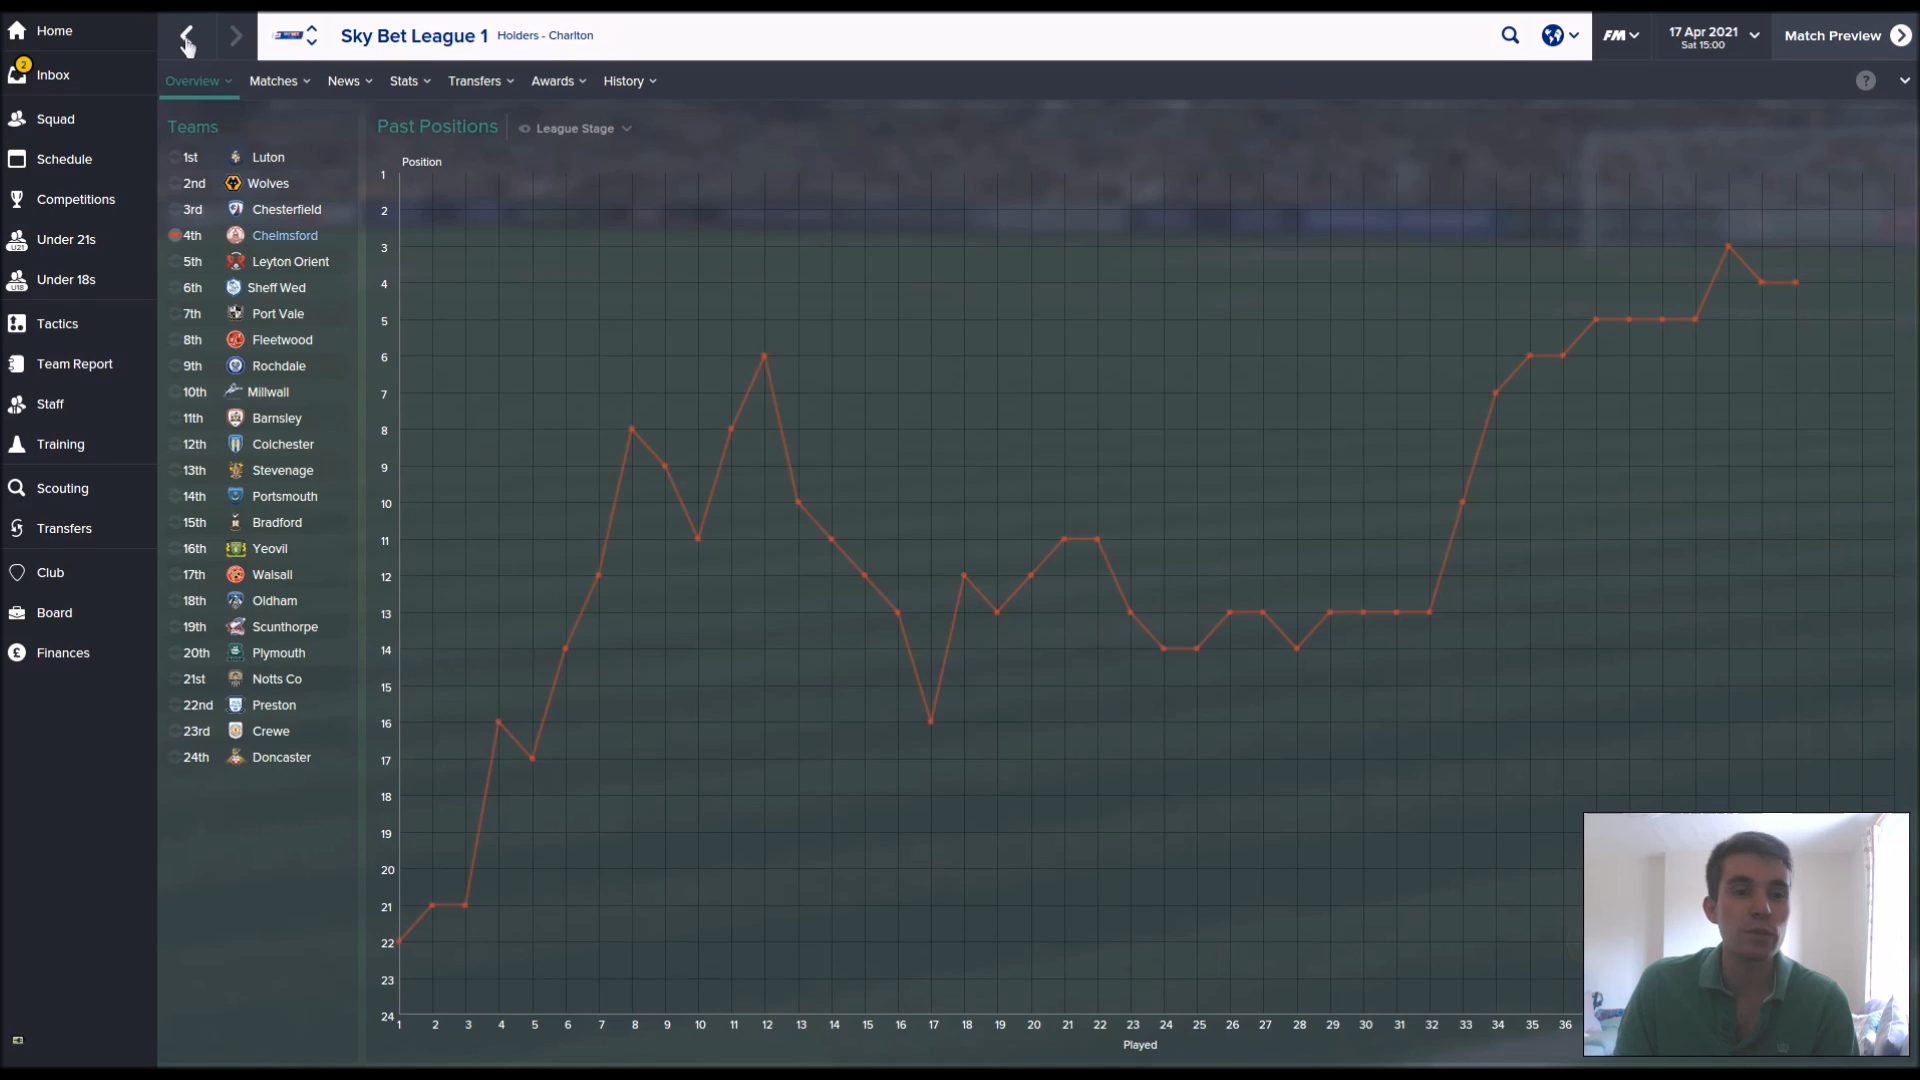 Home
2
Inbox
Squad
Schedule
Competitions
U21
Under 21s
U18
Under 18s
Tactics
Team Report
Staff
Training
Scouting
Transfers
Club
Board
£
Finances
Sky Bet League 1 Holders - Charlton
FM
17 Apr 2021
Sat 15:00
Match Preview
Overview Matches News Stats Transfers Awards History
?
Teams
1st Luton
2nd Wolves
3rd Chesterfield
4th Chelmsford
5th Leyton Orient
6th Sheff Wed
7th Port Vale
8th Fleetwood
9th Rochdale
10th Millwall
11th Barnsley
12th Colchester
13th Stevenage
14th Portsmouth
15th Bradford
16th Yeovil
17th Walsall
18th Oldham
19th Scunthorpe
20th Plymouth
21st Notts Co
22nd Preston
23rd Crewe
24th Doncaster
Past Positions League Stage
Position
1
2
3
4
5
6
7
8
9
10
11
12
13
14
15
16
17
18
19
20
21
22
23
24
1 2 3 4 5 6 7 8 9 10 11 12 13 14 15 16 17 18 19 20 21 22 23 24 25 26 27 28 29 30 31 32 33 34 35 36
Played